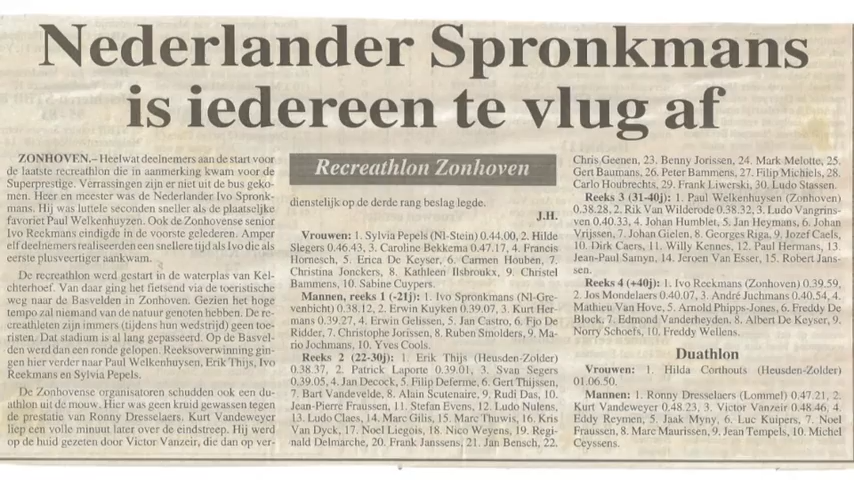 Nederlander Spronkmans
is iedereen te vlug af
ZONHOVEN.– Heelwat deelnemers aan de start voor
de laatste recreathlon die in aanmerking kwam voor de
Superprestige. Verrassingen zijn er niet uit de bus geko-
men. Heer en meester was de Nederlander Ivo Spronk-
mans. Hij was luttele seconden sneller als de plaatselijke
favoriet Paul Welkenhuyzen. Ook de Zonhovense senior
Ivo Reekmans eindigde in de voorste gelederen. Amper
elf deelnemers realiseerden een snellere tijd als Ivo die als
eerste plusveertiger aankwam.
De recreathlon werd gestart in de waterplas van Kel-
chterhoef. Van daar ging het fietsend via de toeristische
weg naar de Basvelden in Zonhoven. Gezien het hoge
tempo zal niemand van de natuur genoten hebben. De re-
creathleten zijn immers (tijdens hun wedstrijd) geen toe-
risten. Dat stadium is al lang gepasseerd. Op de Basvel-
den werd dan een ronde gelopen. Reeksoverwinning gin-
gen hier verder naar Paul Welkenhuysen, Erik Thijs, Ivo
Reekmans en Sylvia Pepels.
De Zonhovense organisatoren schudden ook een du-
athlon uit de mouw. Hier was geen kruid gewassen tegen
de prestatie van Ronny Dresselaers. Kurt Vandeweyer
liep een volle minuut later over de eindstreep. Hij werd
op de huid gezeten door Victor Vanzeir, die dan op ver-
Recreathlon Zonhoven
dienstelijk op de derde rang beslag legde.
J.H.
Vrouwen: 1. Sylvia Pepels (Nl-Stein) 0.44.00, 2. Hilde
Slegers 0.46.43, 3. Caroline Bekkema 0.47.17, 4. Francis
Hornesch, 5. Erica De Keyser, 6. Carmen Houben, 7.
Christina Jonckers, 8. Kathleen Ilsbroukx, 9. Christel
Bammens, 10. Sabine Cuypers.
Mannen, reeks 1 (-21j): 1. Ivo Spronkmans (Nl-Gre-
venbicht) 0.38.12, 2. Erwin Kuyken 0.39.07, 3. Kurt Her-
mans 0.39.27, 4. Erwin Gelissen, 5. Jan Castro, 6. Fjo De
Ridder, 7. Christophe Jorissen, 8. Ruben Smolders, 9. Ma-
rio Jochmans, 10. Yves Cools.
Reeks 2 (22-30j): 1. Erik Thijs (Heusden-Zolder)
0.38.37, 2. Patrick Laporte 0.39.01, 3. Svan Segers
0.39.05, 4. Jan Decock, 5. Filip Deferme, 6. Gert Thijssen,
7. Bart Vandevelde, 8. Alain Scutenaire, 9. Rudi Das, 10.
Jean-Pierre Fraussen, 11. Stefan Evens, 12. Ludo Nulens,
13. Ludo Claes, 14. Marc Gilis, 15. Marc Thuwis, 16. Kris
Van Dyck, 17. Noel Liegois, 18. Nico Weyens, 19. Regi-
nald Delmarche, 20. Frank Janssens, 21. Jan Bensch, 22.
Chris Geenen, 23. Benny Jorissen, 24. Mark Melotte, 25.
Gert Baumans, 26. Peter Bammens, 27. Filip Michiels, 28.
Carlo Houbrechts, 29. Frank Liwerski, 30. Ludo Stassen.
Reeks 3 (31-40j): 1. Paul Welkenhuysen (Zonhoven)
0.38.28, 2. Rik Van Wilderode 0.38.32, 3. Ludo Vangrins-
ven 0.40.33, 4. Johan Humblet, 5. Jan Heymans, 6. Johan
Vrijssen, 7. Johan Gielen, 8. Georges Riga, 9. Jozef Caels,
10. Dirk Caers, 11. Willy Kennes, 12. Paul Hermans, 13.
Jean-Paul Samyn, 14. Jeroen Van Esser, 15. Robert Jans-
sen.
Reeks 4 (+40j): 1. Ivo Reckmans (Zonhoven) 0.39.59,
2. Jos Mondelaers 0.40.07, 3. André Juchmans 0.40.54, 4.
Mathieu Van Hove, 5. Arnold Phipps-Jones, 6. Freddy De
Block, 7. Edmond Vanderheyden, 8. Albert De Keyser, 9.
Norry Schoefs, 10. Freddy Wellens.
Duathlon
Vrouwen: 1. Hilda Corthouts (Heusden-Zolder)
01.06.50.
Mannen: 1. Ronny Dresselaers (Lommel) 0.47.21, 2.
Kurt Vandeweyer 0.48.23, 3. Victor Vanzeir 0.48.46, 4.
Eddy Reymen, 5. Jaak Myny, 6. Luc Kuipers, 7. Noel
Fraussen, 8. Marc Maurissen, 9. Jean Tempels, 10. Michel
Ceyssens.